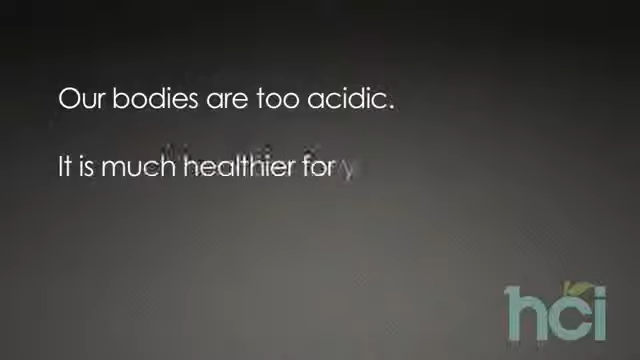 Our bodies are too acidic.
It is much healthier for y
hci